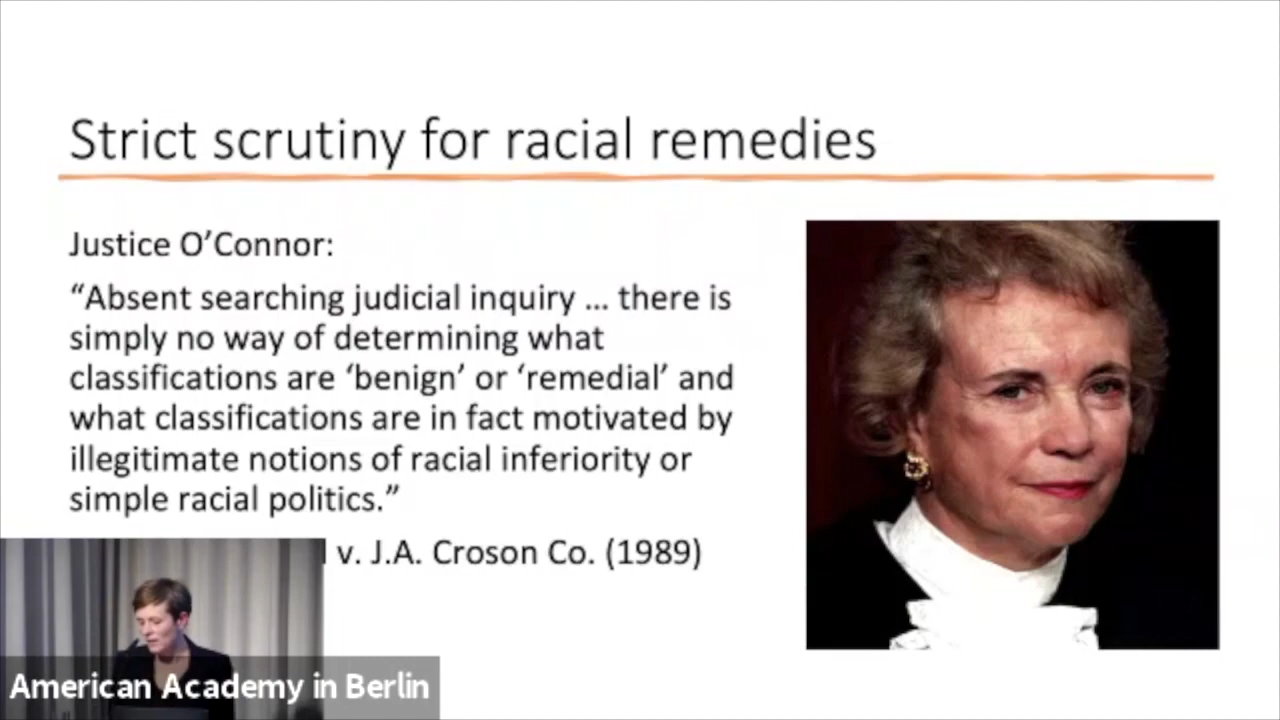 Strict scrutiny for racial remedies
Justice O’Connor:
“Absent searching judicial inquiry … there is
simply no way of determining what
classifications are ‘benign’ or ‘remedial’ and
what classifications are in fact motivated by
illegitimate notions of racial inferiority or
simple racial politics.”
v. J.A. Croson Co. (1989)
American Academy in Berlin